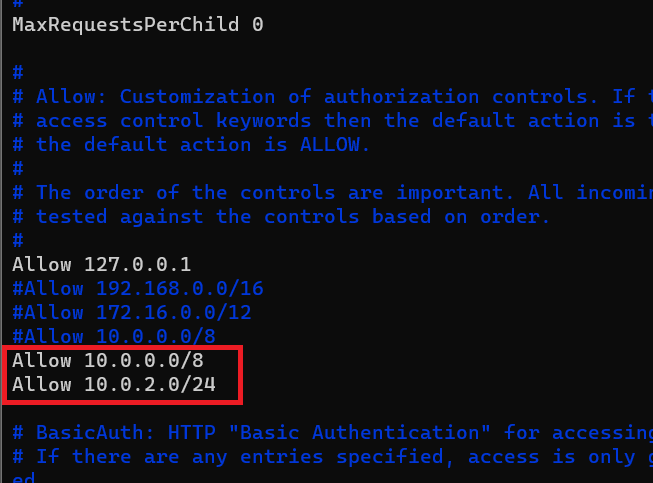 #
MaxRequestsPerChild 0
#
# Allow: Customization of authorization controls. If
# access control keywords then the default action is
# the default action is ALLOW.
#
# The order of the controls are important. All
# tested against the controls based on order.
#
Allow 127.0.0.1
#Allow 192.168.0.0/16
#Allow 172.16.0.0/12
#Allow 10.0.0.0/8
Allow 10.0.0.0/8
Allow 10.0.2.0/24
# BasicAuth: HTTP "Basic Authentication" for accessing
# If there are any entries specified, access is only
ed